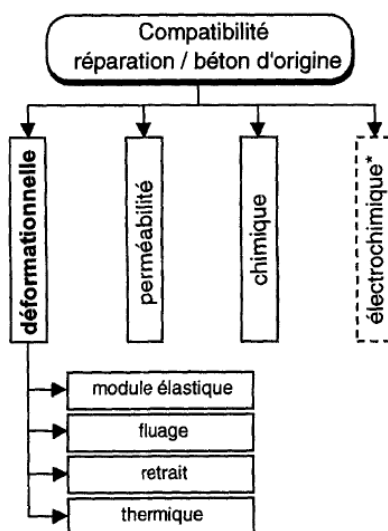 Compatibilité
réparation / béton d'origine
déformationnelle
perméabilité
chimique
électrochimique*
module élastique
fluage
retrait
thermique